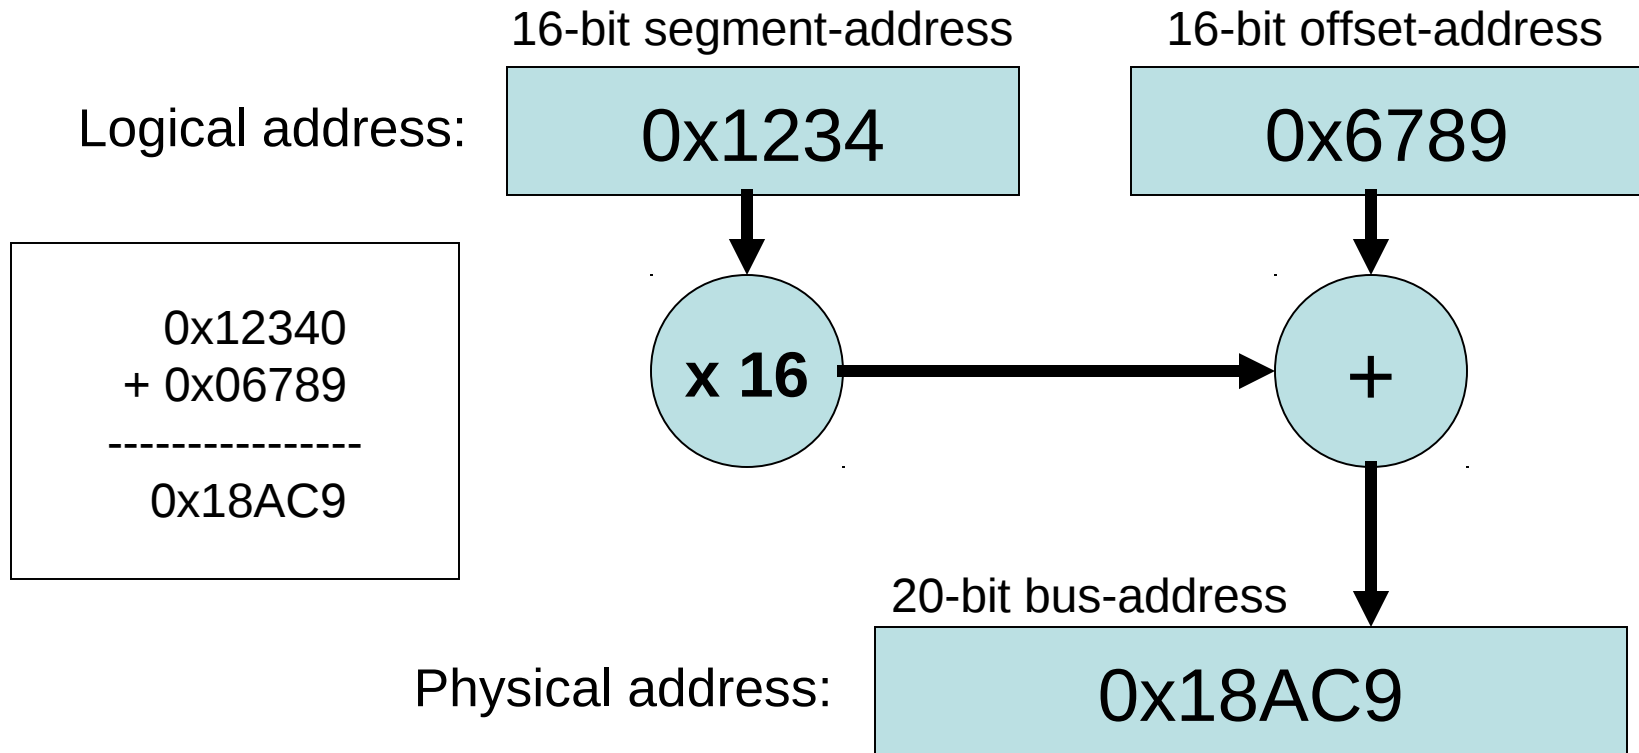 16-bit segment-address
16-bit offset-address
Logical address:
0x1234
0x6789
0x12340
+ 0x06789
----------------
0x18AC9
x 16
+
20-bit bus-address
Physical address:
0x18AC9